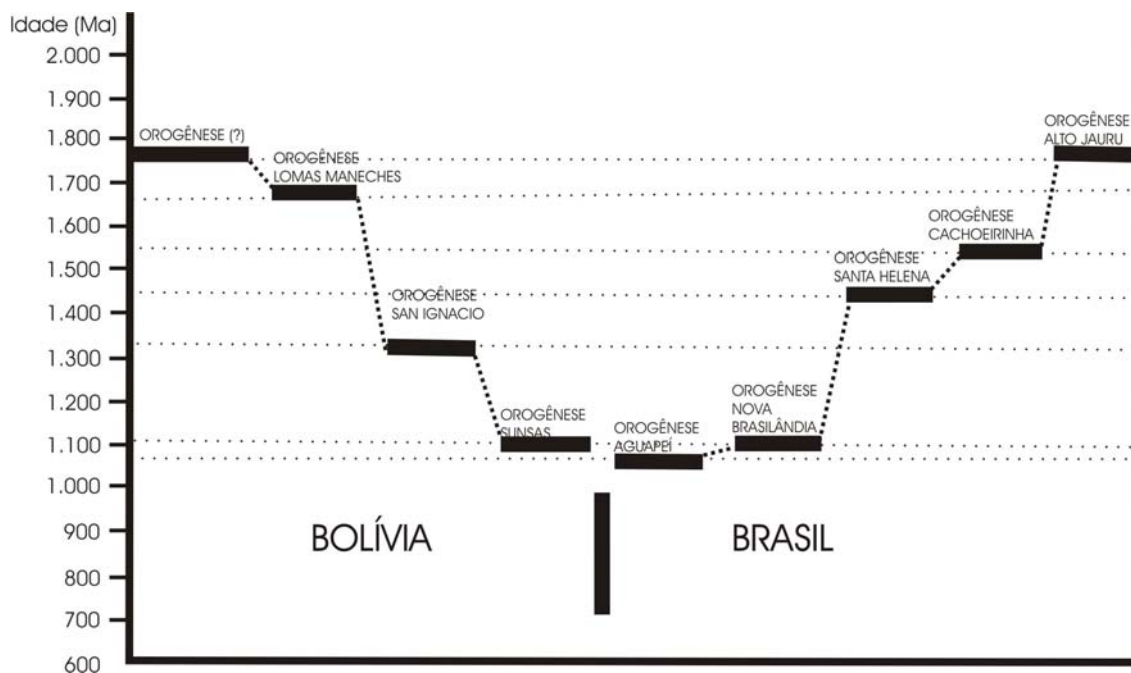 Idade (Ma)
2.000
1.900
1.800
1.700
1.600
1.500
1.400
1.300
1.200
1.100
1.000
900
800
700
600
OROGÊNESE (?)
OROGÊNESE
LOMAS MANECHES
OROGÊNESE
SAN IGNACIO
OROGÊNESE
SUNSAS
OROGÊNESE
AGUAPEÍ
OROGÊNESE
NOVA
BRASILÂNDIA
OROGÊNESE
SANTA HELENA
OROGÊNESE
CACHOEIRINHA
OROGÊNESE
ALTO JAURU
BOLÍVIA
BRASIL